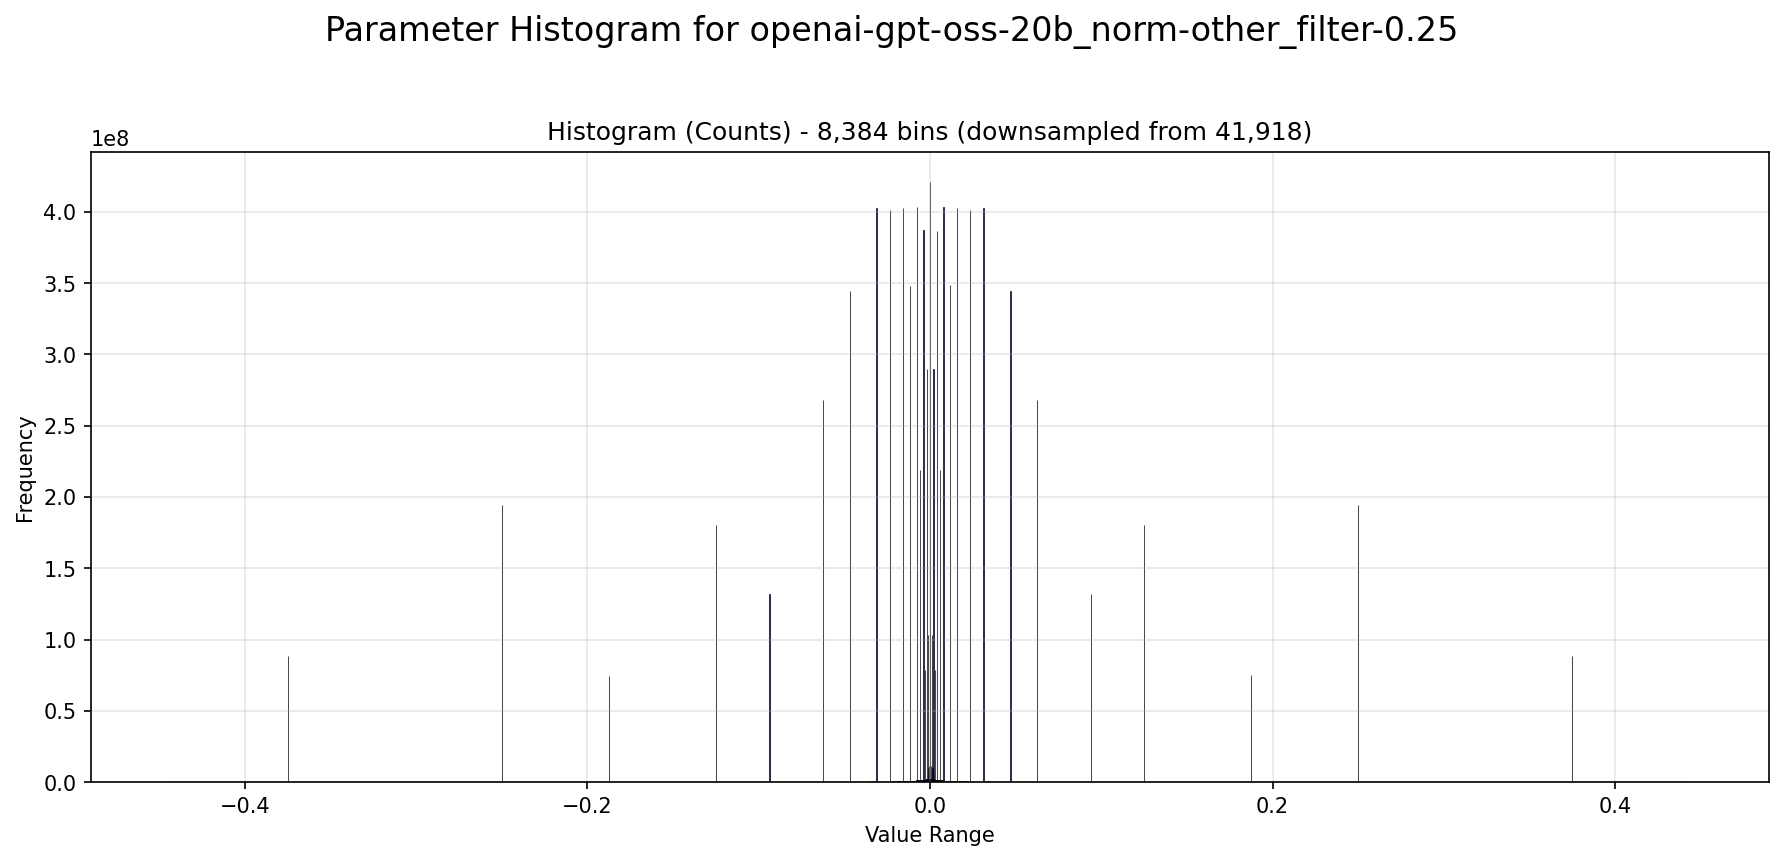 Parameter Histogram for openai-gpt-oss-20b_norm-other_filter-0.25
Histogram (Counts) - 8,384 bins (downsampled from 41,918)
1e8
4.0
3.5
3.0
2.5
2.0
1.5
1.0
0.5
0.0
Frequency
−0.4
−0.2
0.0
0.2
0.4
Value Range